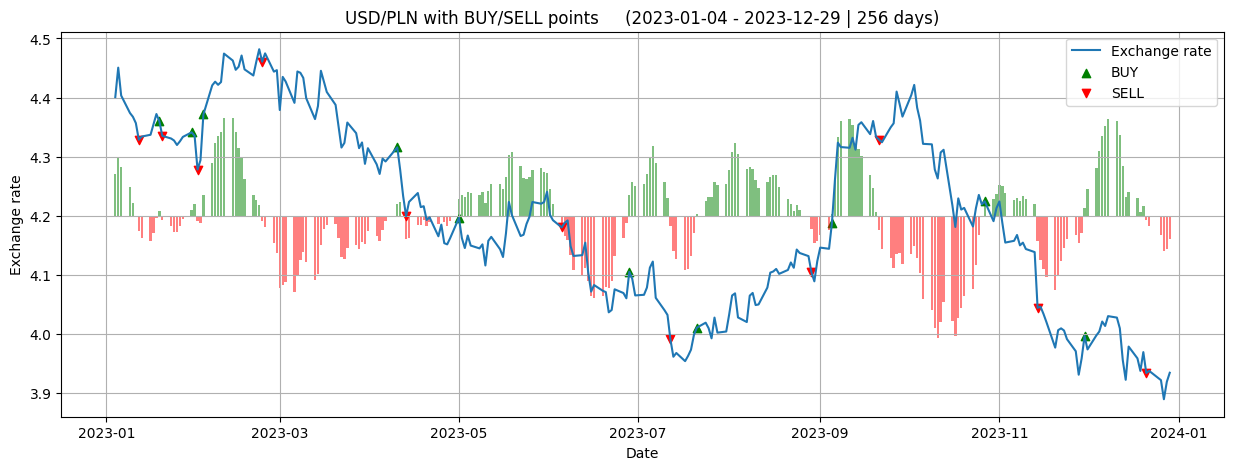 USD/PLN with BUY/SELL points (2023-01-04 - 2023-12-29 | 256 days)
Exchange rate
BUY
SELL
4.5
4.4
4.3
4.2
4.1
4.0
3.9
Exchange rate
2023-01
2023-03
2023-05
2023-07
2023-09
2023-11
2024-01
Date